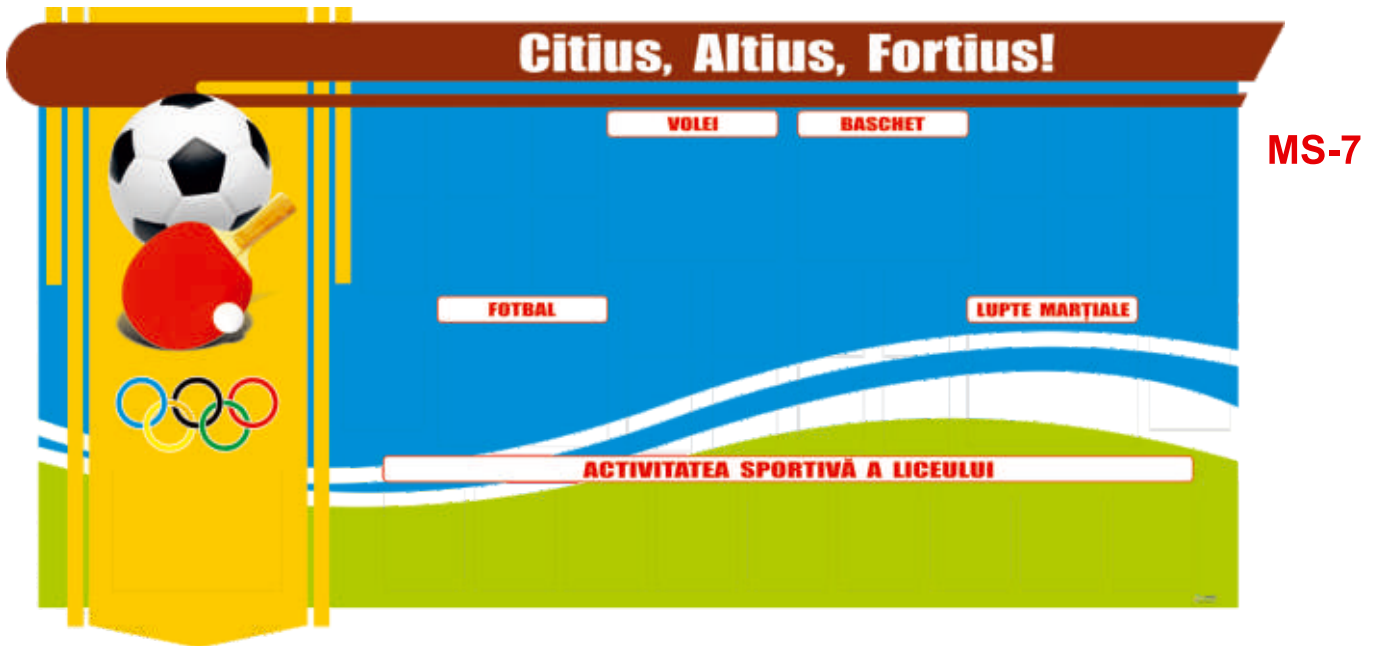 Citius, Altius, Fortius!
VOLEI
BASCHET
MS-7
FOTBAL
LUPTE MARȚIALE
ACTIVITATEA SPORTIVĂ A LICEULUI